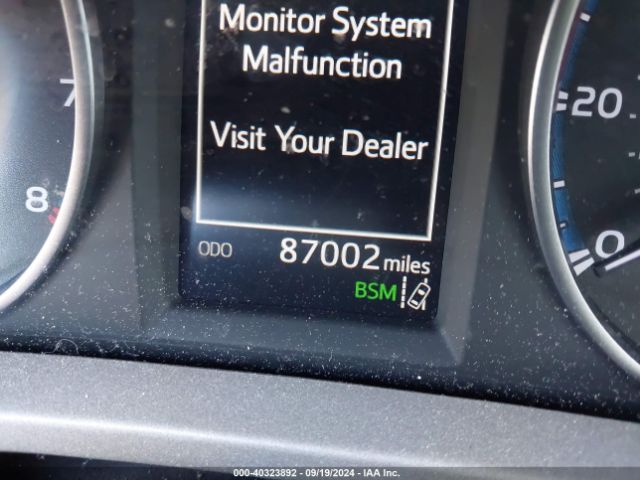 Monitor System
Malfunction
Visit Your Dealer
7
8
20
0
ODO 87002 miles
BSM
000-40323892 - 09/19/2024 - IAA Inc.